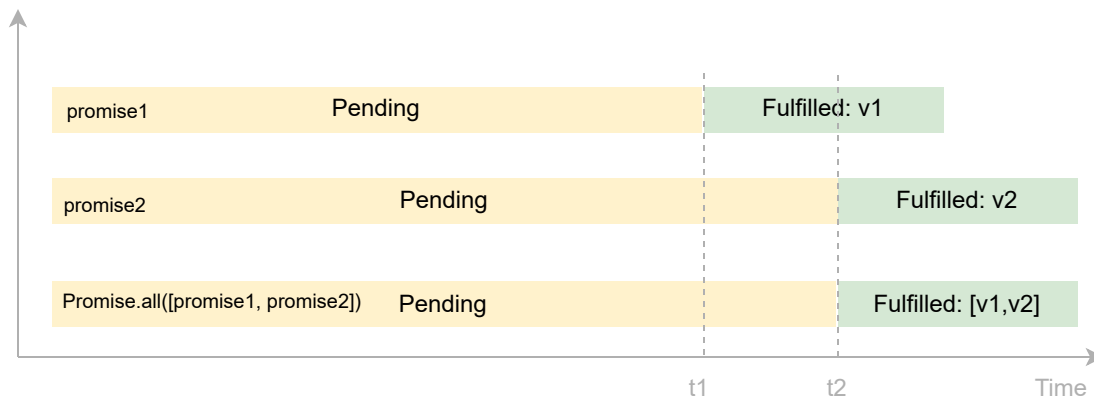 promise1
Pending
Fulfilled: v1
promise2
Pending
Fulfilled: v2
Promise.all([promise1, promise2])
Pending
Fulfilled: [v1,v2]
t1
t2
Time